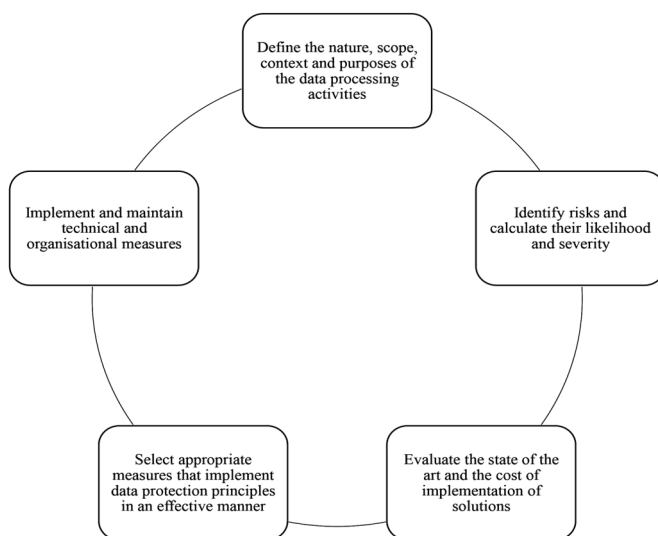 Define the nature, scope,
context and purposes of
the data processing
activities
Identify risks and
calculate their likelihood
and severity
Evaluate the state of the
art and the cost of
implementation of
solutions
Select appropriate
measures that implement
data protection principles
in an effective manner
Implement and maintain
technical and
organisational measures